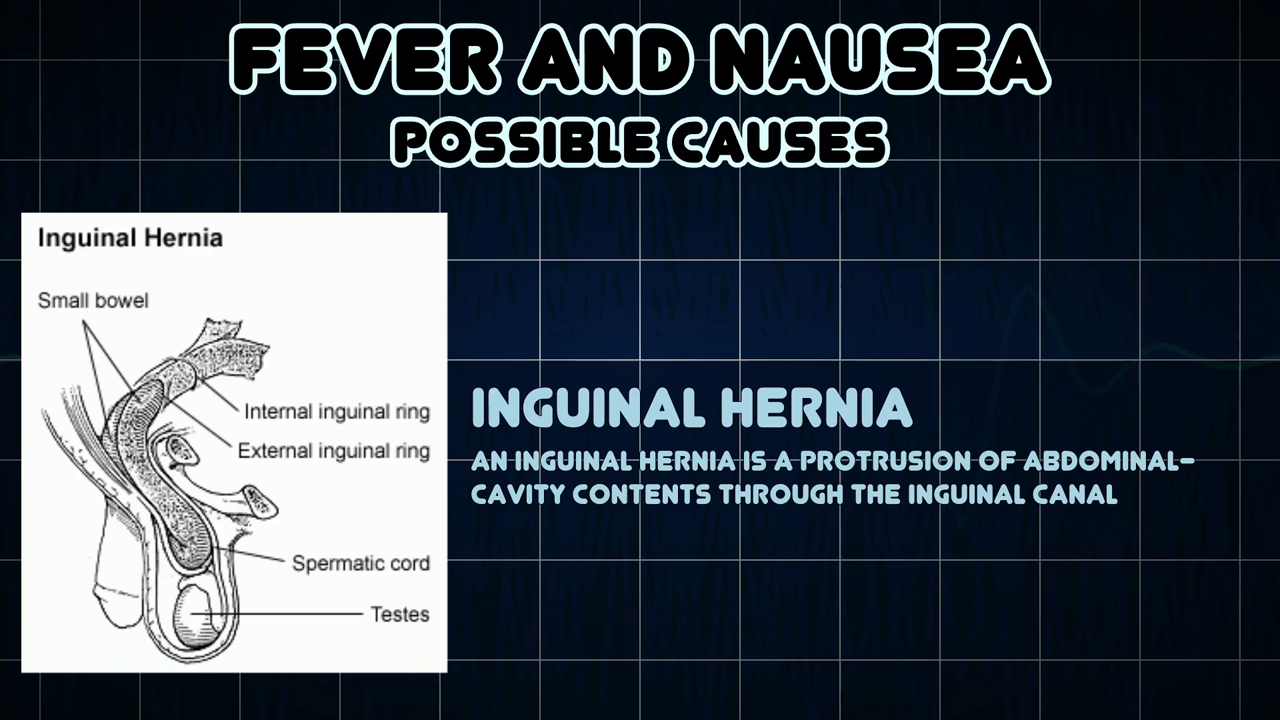 FEVER AND NAUSEA
POSSIBLE CAUSES
Inguinal Hernia
Small bowel
Internal inguinal ring
External inguinal ring
Spermatic cord
Testes
INGUINAL HERNIA
AN INGUINAL HERNIA IS A PROTRUSION OF ABDOMINAL-
CAVITY CONTENTS THROUGH THE INGUINAL CANAL